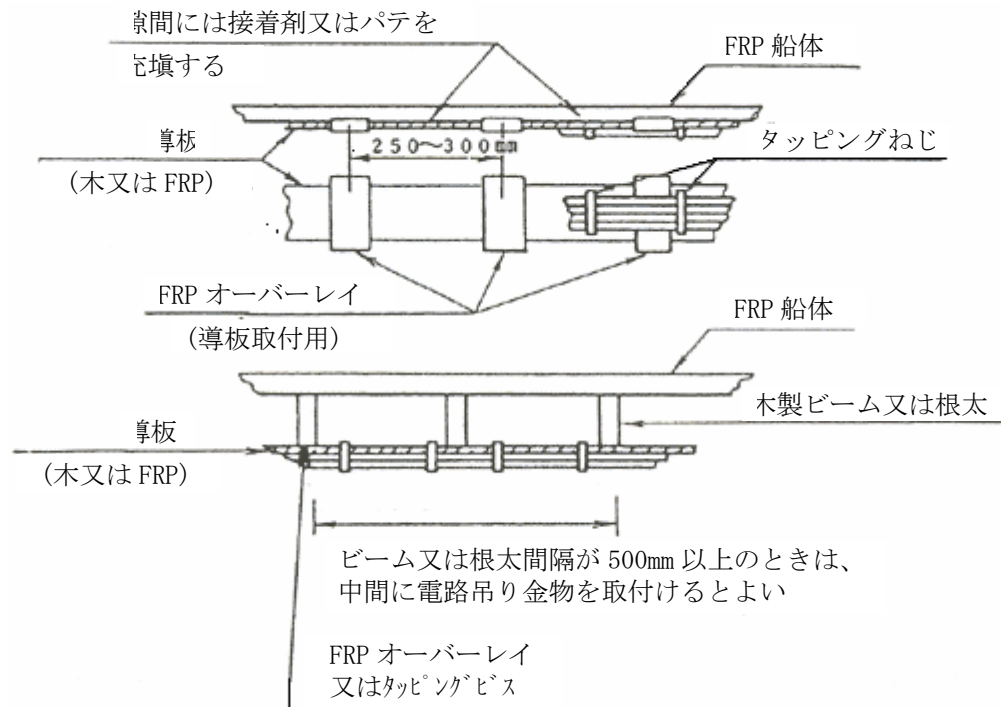 隙間には接着剤又はパテを
充塡する
FRP 船体
導板
(木又は FRP)
250～300mm
タッピングねじ
FRP オーバーレイ
(導板取付用)
FRP 船体
導板
(木又は FRP)
木製ビーム又は根太
ビーム又は根太間隔が 500mm 以上のときは、
中間に電路吊り金物を取付けるとよい
FRP オーバーレイ
又はﾀｯﾋﾟﾝｸﾞﾋﾞｽ